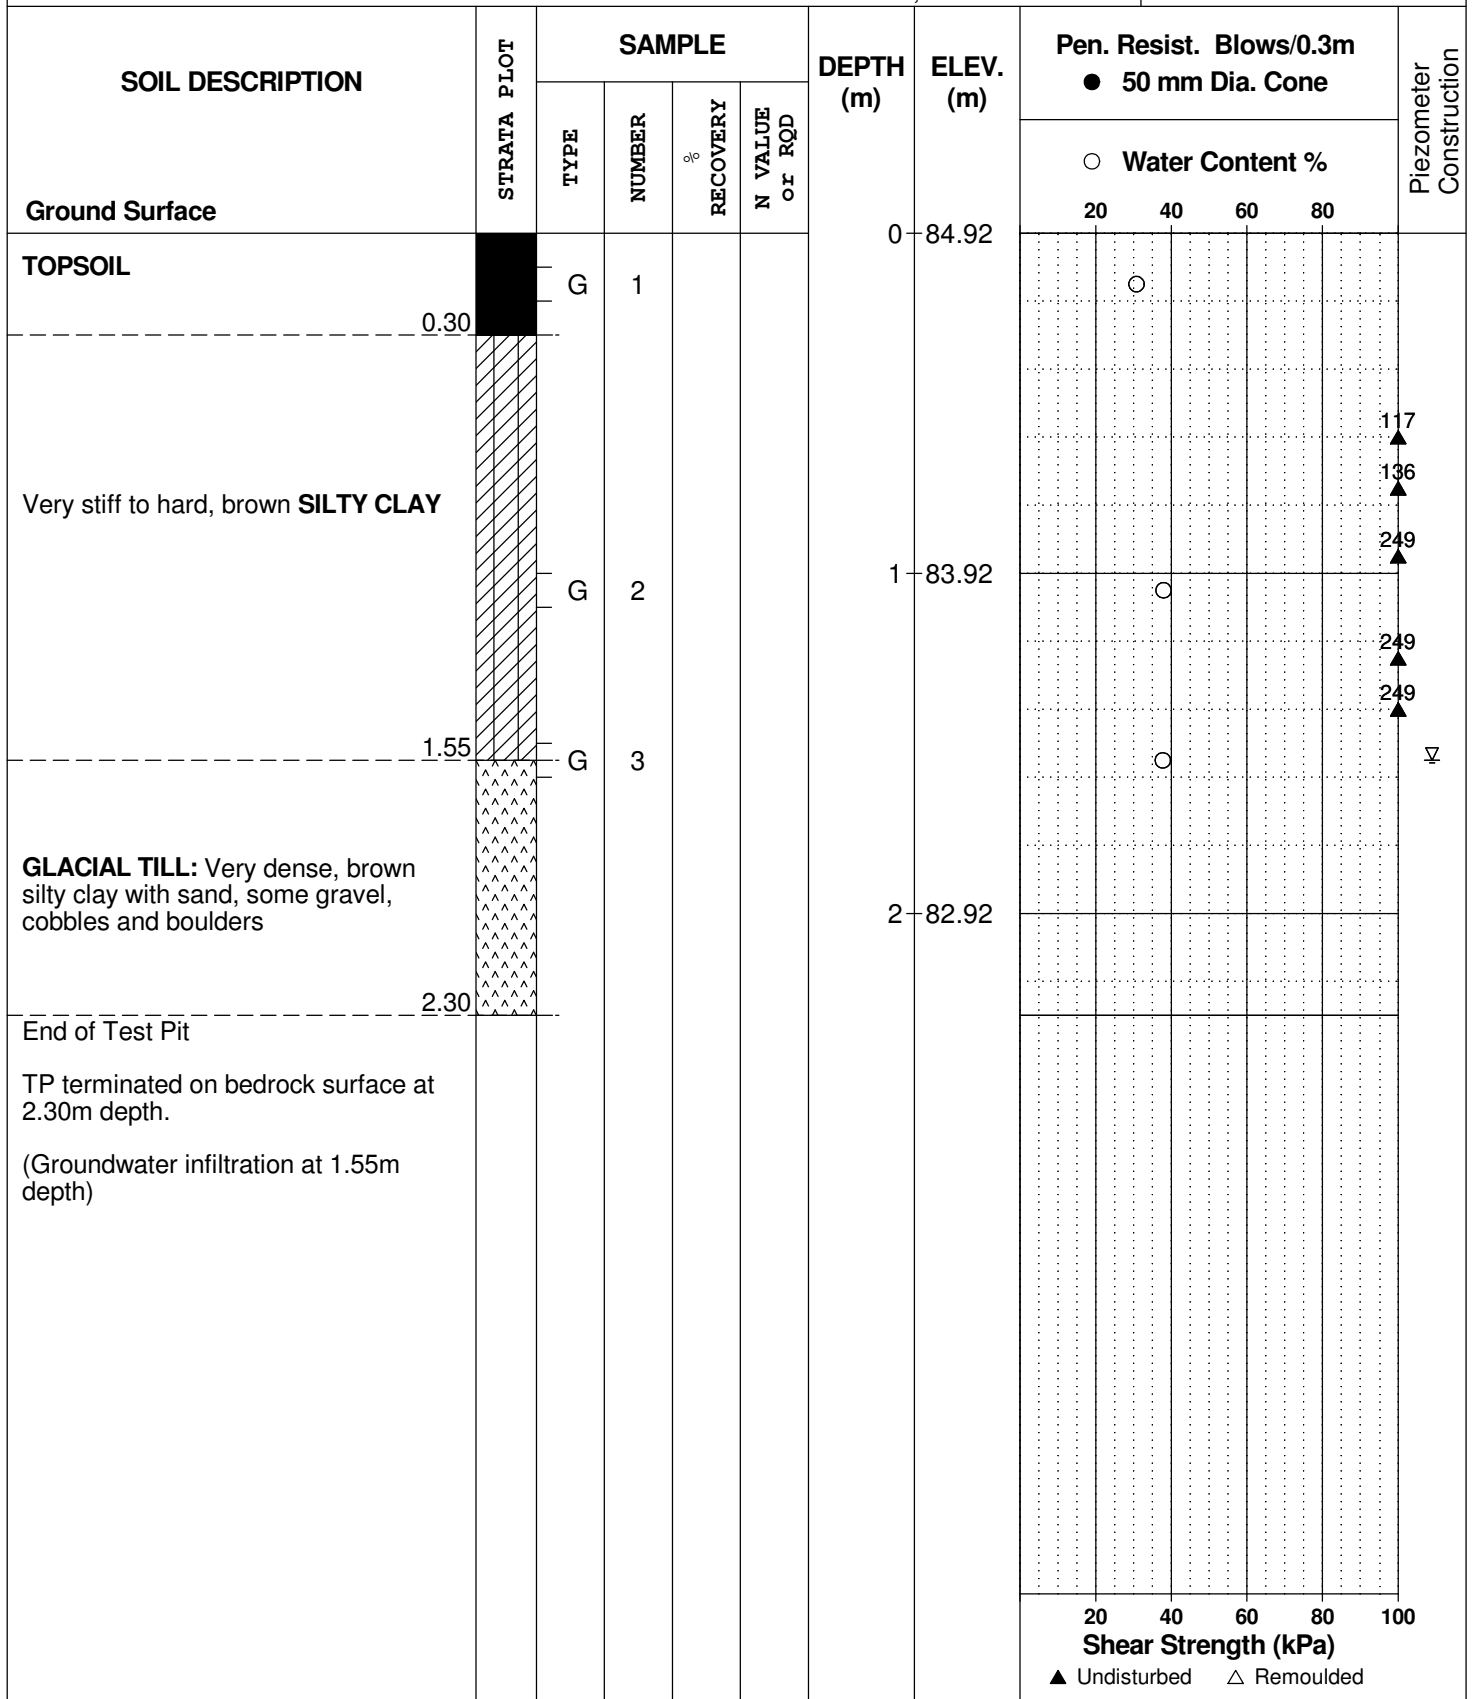 SOIL DESCRIPTION
Ground Surface
STRATA PLOT
SAMPLE
TYPE
NUMBER
% RECOVERY
N VALUE or RQD
DEPTH (m)
ELEV. (m)
Pen. Resist. Blows/0.3m
● 50 mm Dia. Cone
○ Water Content %
20 40 60 80
Piezometer Construction
0 84.92
TOPSOIL
G 1
0.30
117
136
Very stiff to hard, brown SILTY CLAY
249
1 83.92
G 2
249
249
1.55
G 3
GLACIAL TILL: Very dense, brown
silty clay with sand, some gravel,
cobbles and boulders
2 82.92
2.30
End of Test Pit
TP terminated on bedrock surface at
2.30m depth.
(Groundwater infiltration at 1.55m
depth)
20 40 60 80 100
Shear Strength (kPa)
▲ Undisturbed △ Remoulded